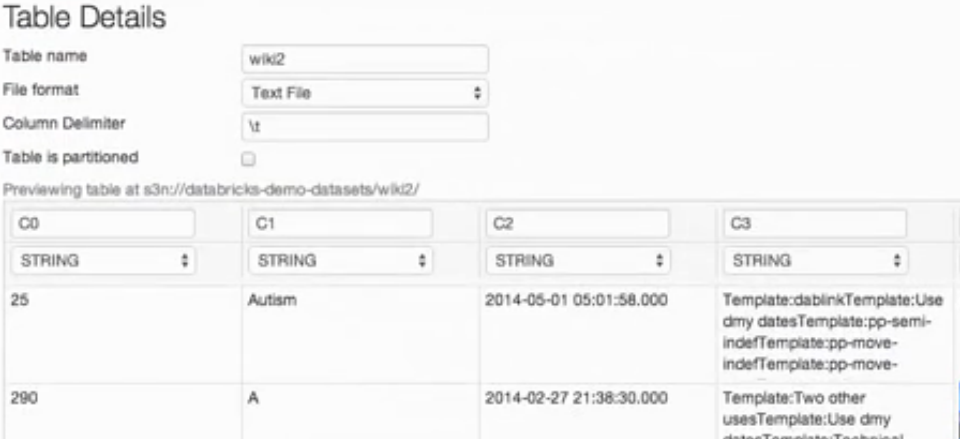 Table Details
Table name wiki2
File format Text File
Column Delimiter \t
Table is partitioned
Previewing table at s3n://databricks-demo-datasets/wiki2/
C0 C1 C2 C3
STRING STRING STRING STRING
25 Autism 2014-05-01 05:01:58.000 Template:dablinkTemplate:Use
dmy datesTemplate:pp-semi-
indefTemplate:pp-move-
indefTemplate:pp-move-
290 A 2014-02-27 21:38:30.000 Template:Two other
usesTemplate:Use dmy
datesTemplate:Technical